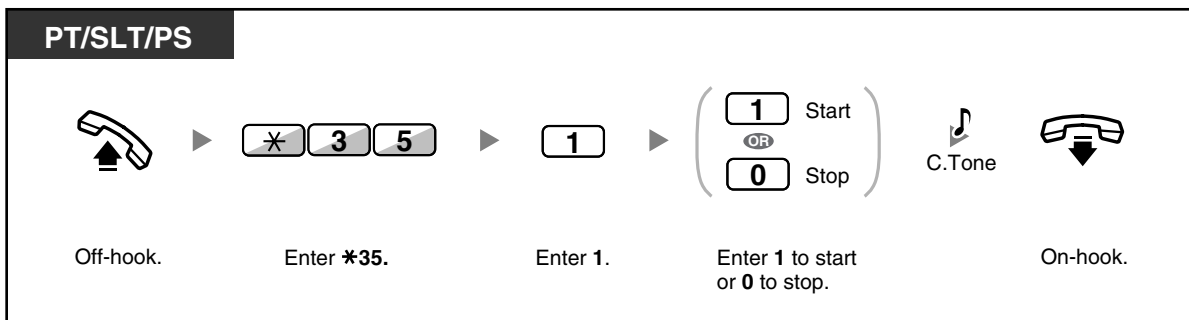 PT/SLT/PS
✳ 3 5
1
1 Start
OR
0 Stop
C.Tone
Off-hook.
Enter ✳35.
Enter 1.
Enter 1 to start
or 0 to stop.
On-hook.